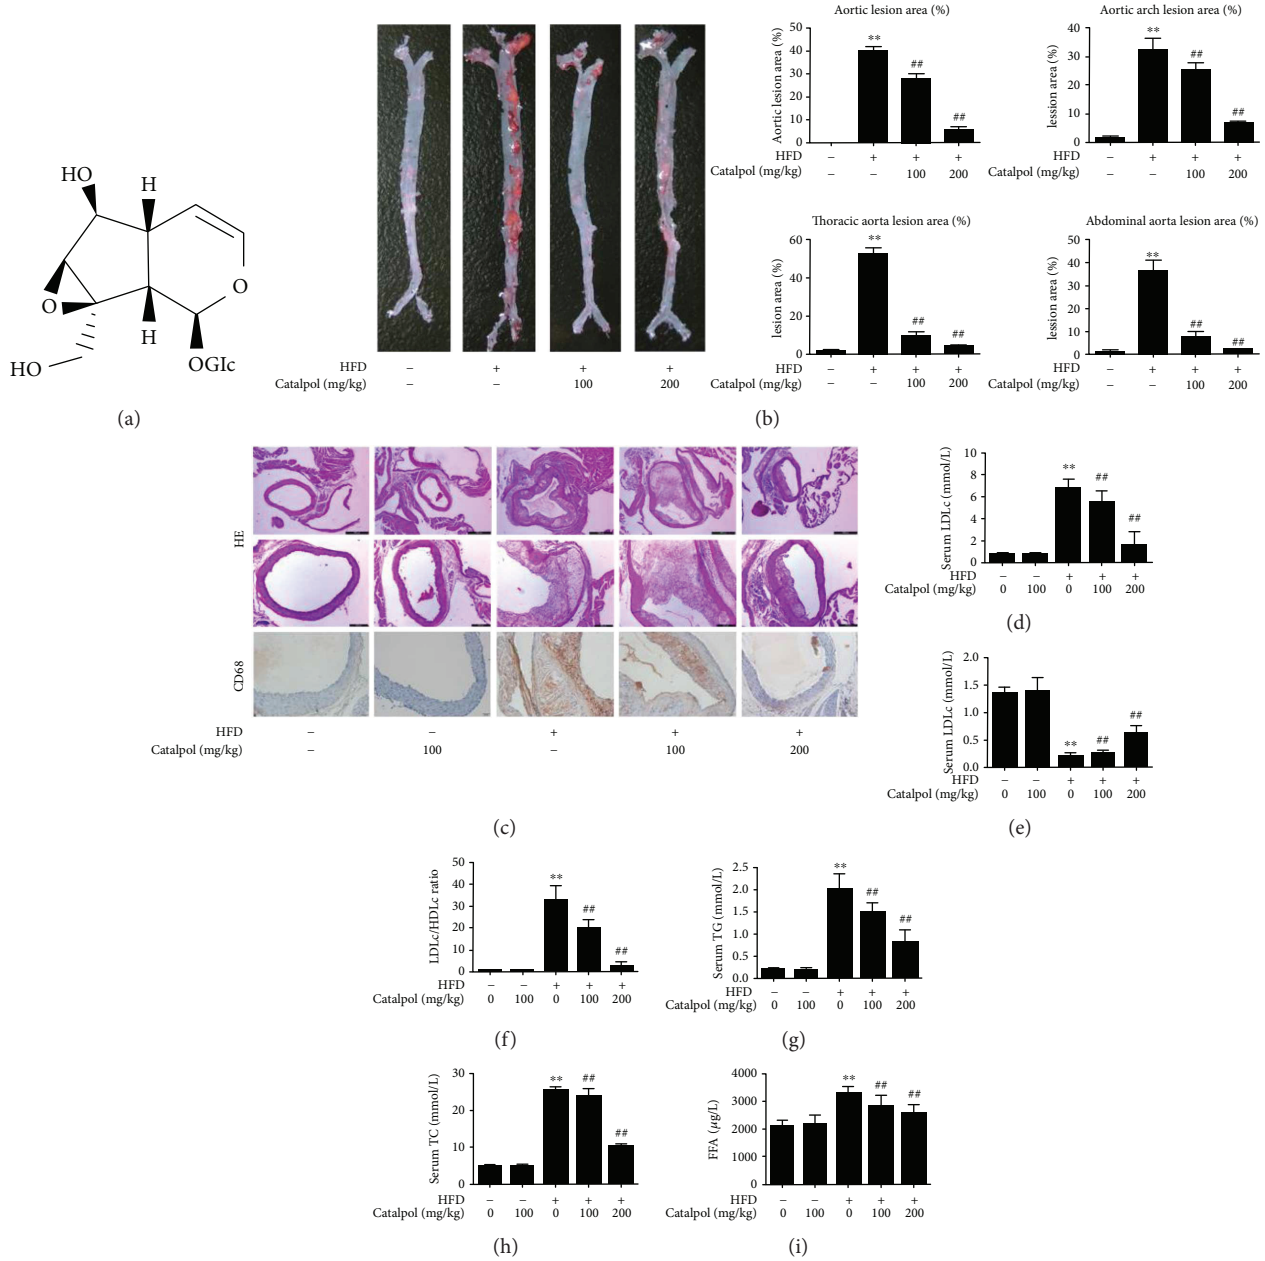 HO
H
O
O
H
HO
OGlc
(a)
HFD – + + +
Catalpol (mg/kg) – – 100 200
Aortic lesion area (%)
Aortic lesion area (%)
50
40
30
20
10
0
**
##
##
HFD – + + +
Catalpol (mg/kg) – – 100 200
Aortic arch lesion area (%)
lession area (%)
40
30
20
10
0
**
##
##
HFD – + + +
Catalpol (mg/kg) – – 100 200
Thoracic aorta lesion area (%)
lesion area (%)
60
40
20
0
**
##
##
HFD – + + +
Catalpol (mg/kg) – – 100 200
Abdominal aorta lesion area (%)
lession area (%)
50
40
30
20
10
0
**
##
##
HFD – + + +
Catalpol (mg/kg) – – 100 200
(b)
HE
CD68
HFD – – + + +
Catalpol (mg/kg) – 100 – 100 200
(c)
Serum LDLc (mmol/L)
10
8
6
4
2
0
**
##
##
HFD – – + + +
Catalpol (mg/kg) 0 100 0 100 200
(d)
Serum LDLc (mmol/L)
2.0
1.5
1.0
0.5
0.0
**
##
##
HFD – – + + +
Catalpol (mg/kg) 0 100 0 100 200
(e)
LDLc/HDLc ratio
50
40
30
20
10
0
**
##
##
HFD – – + + +
Catalpol (mg/kg) 0 100 0 100 200
(f)
Serum TG (mmol/L)
2.5
2.0
1.5
1.0
0.5
0.0
**
##
##
HFD – – + + +
Catalpol (mg/kg) 0 100 0 100 200
(g)
Serum TC (mmol/L)
30
20
10
0
**
##
##
HFD – – + + +
Catalpol (mg/kg) 0 100 0 100 200
(h)
FFA (μg/L)
4000
3000
2000
1000
0
**
##
##
HFD – – + + +
Catalpol (mg/kg) 0 100 0 100 200
(i)